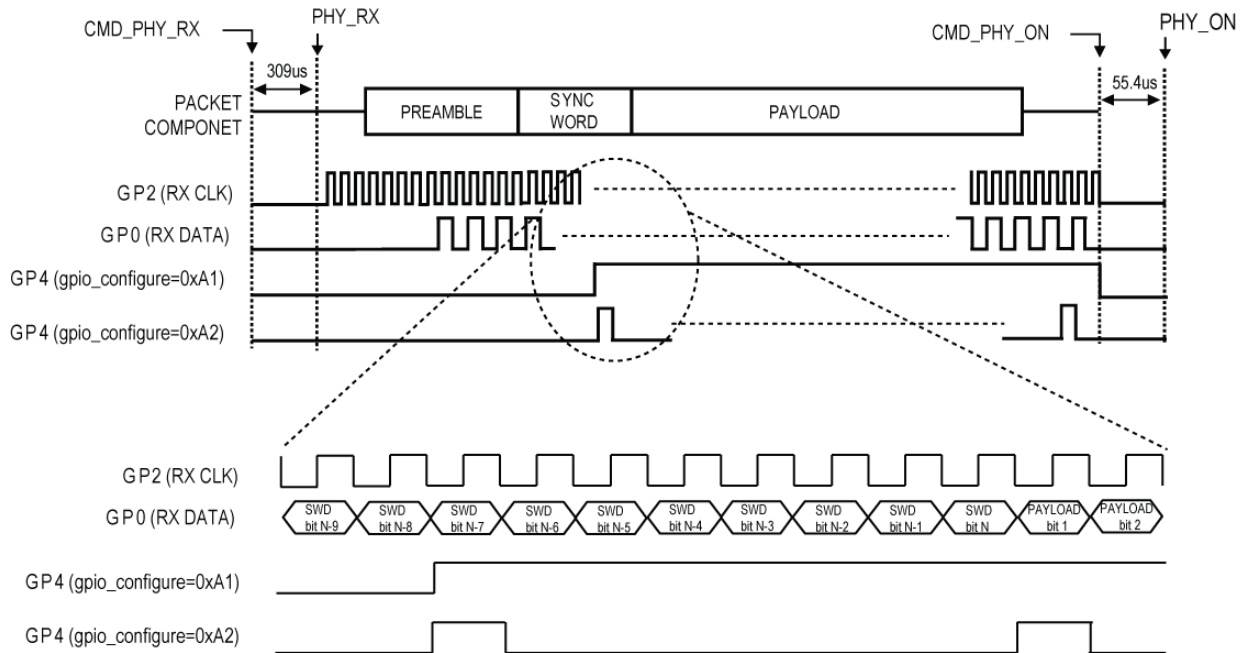 CMD_PHY_RX
PHY_RX
CMD_PHY_ON
PHY_ON
309us
55.4us
PACKET
COMPONET
PREAMBLE
SYNC
WORD
PAYLOAD
GP2 (RX CLK)
GP0 (RX DATA)
GP4 (gpio_configure=0xA1)
GP4 (gpio_configure=0xA2)
GP2 (RX CLK)
GP0 (RX DATA)
SWD
bit N-9
SWD
bit N-8
SWD
bit N-7
SWD
bit N-6
SWD
bit N-5
SWD
bit N-4
SWD
bit N-3
SWD
bit N-2
SWD
bit N-1
SWD
bit N
PAYLOAD
bit 1
PAYLOAD
bit 2
GP4 (gpio_configure=0xA1)
GP4 (gpio_configure=0xA2)